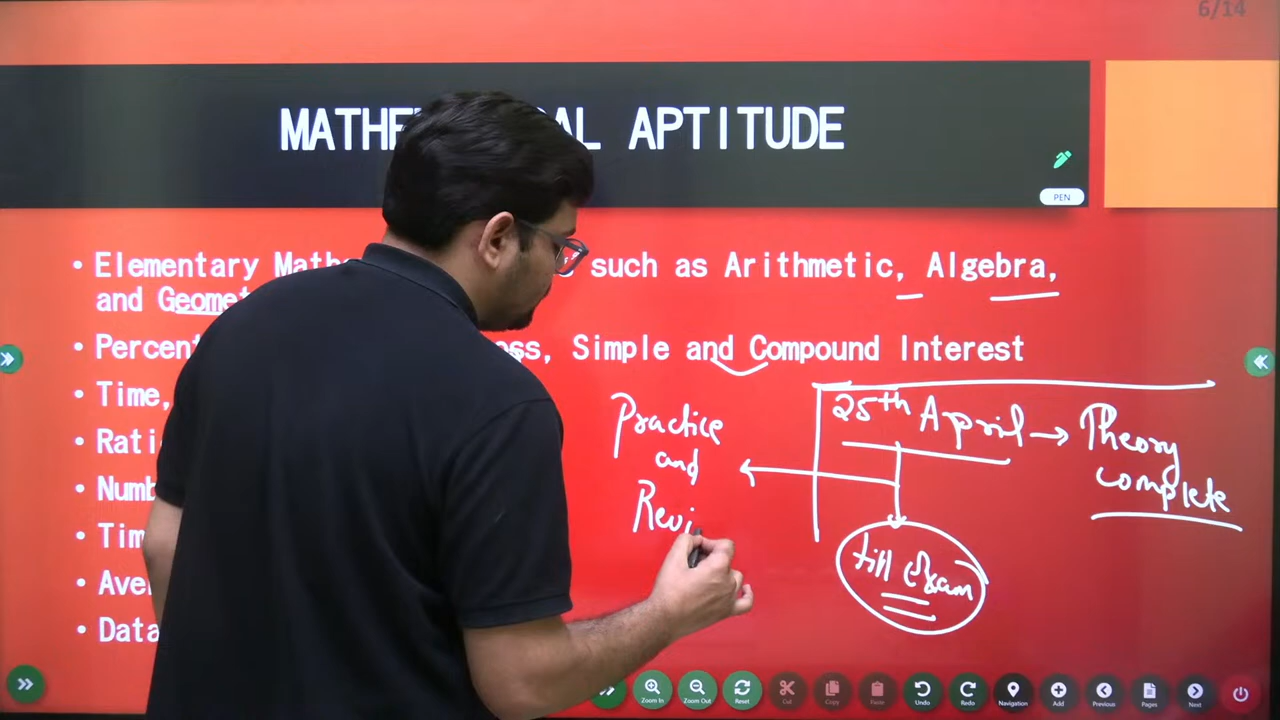 6/14
MATHE AL APTITUDE
PEN
• Elementary Mathe such as Arithmetic, Algebra,
and Geomet
• Percent ss, Simple and Compound Interest
• Time,
• Rati
• Numb
• Tim
• Aver
• Data
25th April → Theory
complete
Practice
and
Revi
till exam
Zoom In Zoom Out Reset Cut Copy Paste Undo Redo Navigation Add Previous Pages Next